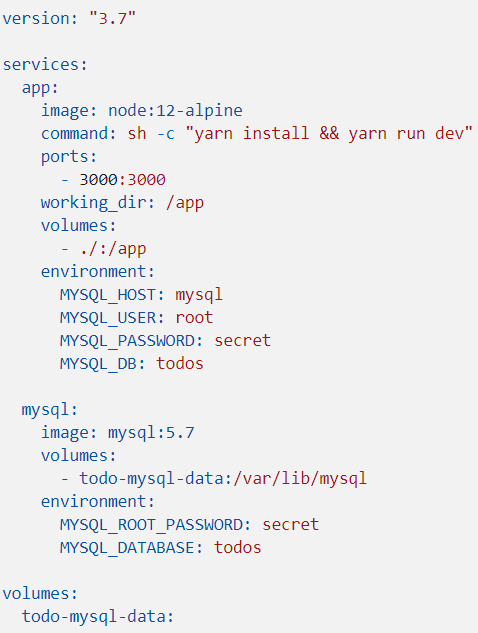 version: "3.7"

services:
  app:
    image: node:12-alpine
    command: sh -c "yarn install && yarn run dev"
    ports:
      - 3000:3000
    working_dir: /app
    volumes:
      - ./:/app
    environment:
      MYSQL_HOST: mysql
      MYSQL_USER: root
      MYSQL_PASSWORD: secret
      MYSQL_DB: todos

  mysql:
    image: mysql:5.7
    volumes:
      - todo-mysql-data:/var/lib/mysql
    environment:
      MYSQL_ROOT_PASSWORD: secret
      MYSQL_DATABASE: todos

volumes:
  todo-mysql-data: